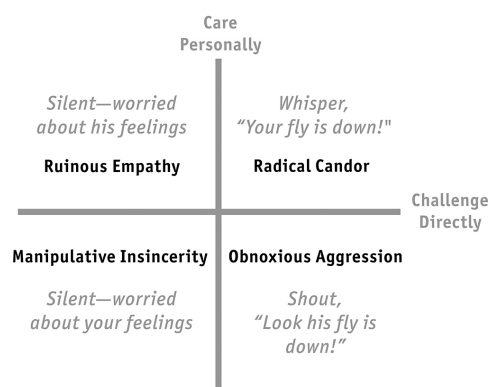 Care
Personally
Silent—worried
about his feelings
Ruinous Empathy
Whisper,
“Your fly is down!"
Radical Candor
Challenge
Directly
Manipulative Insincerity
Silent—worried
about your feelings
Obnoxious Aggression
Shout,
“Look his fly is
down!”